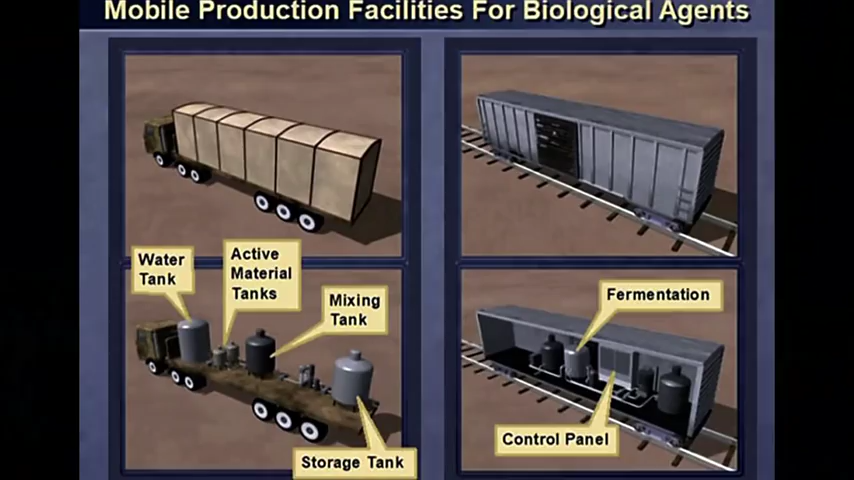 Mobile Production Facilities For Biological Agents
Water
Tank
Active
Material
Tanks
Mixing
Tank
Storage Tank
Fermentation
Control Panel